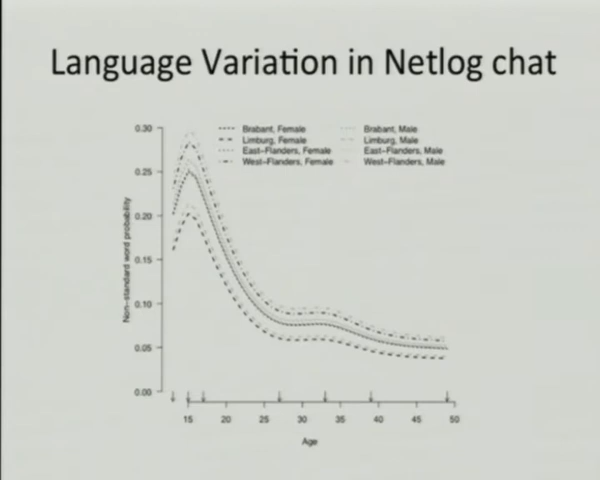 Language Variation in Netlog chat
Brabant, Female
Limburg, Female
East-Flanders, Female
West-Flanders, Female
Brabant, Male
Limburg, Male
East-Flanders, Male
West-Flanders, Male
Non-standard word probability
0.30
0.25
0.20
0.15
0.10
0.05
0.00
15 20 25 30 35 40 45 50
Age